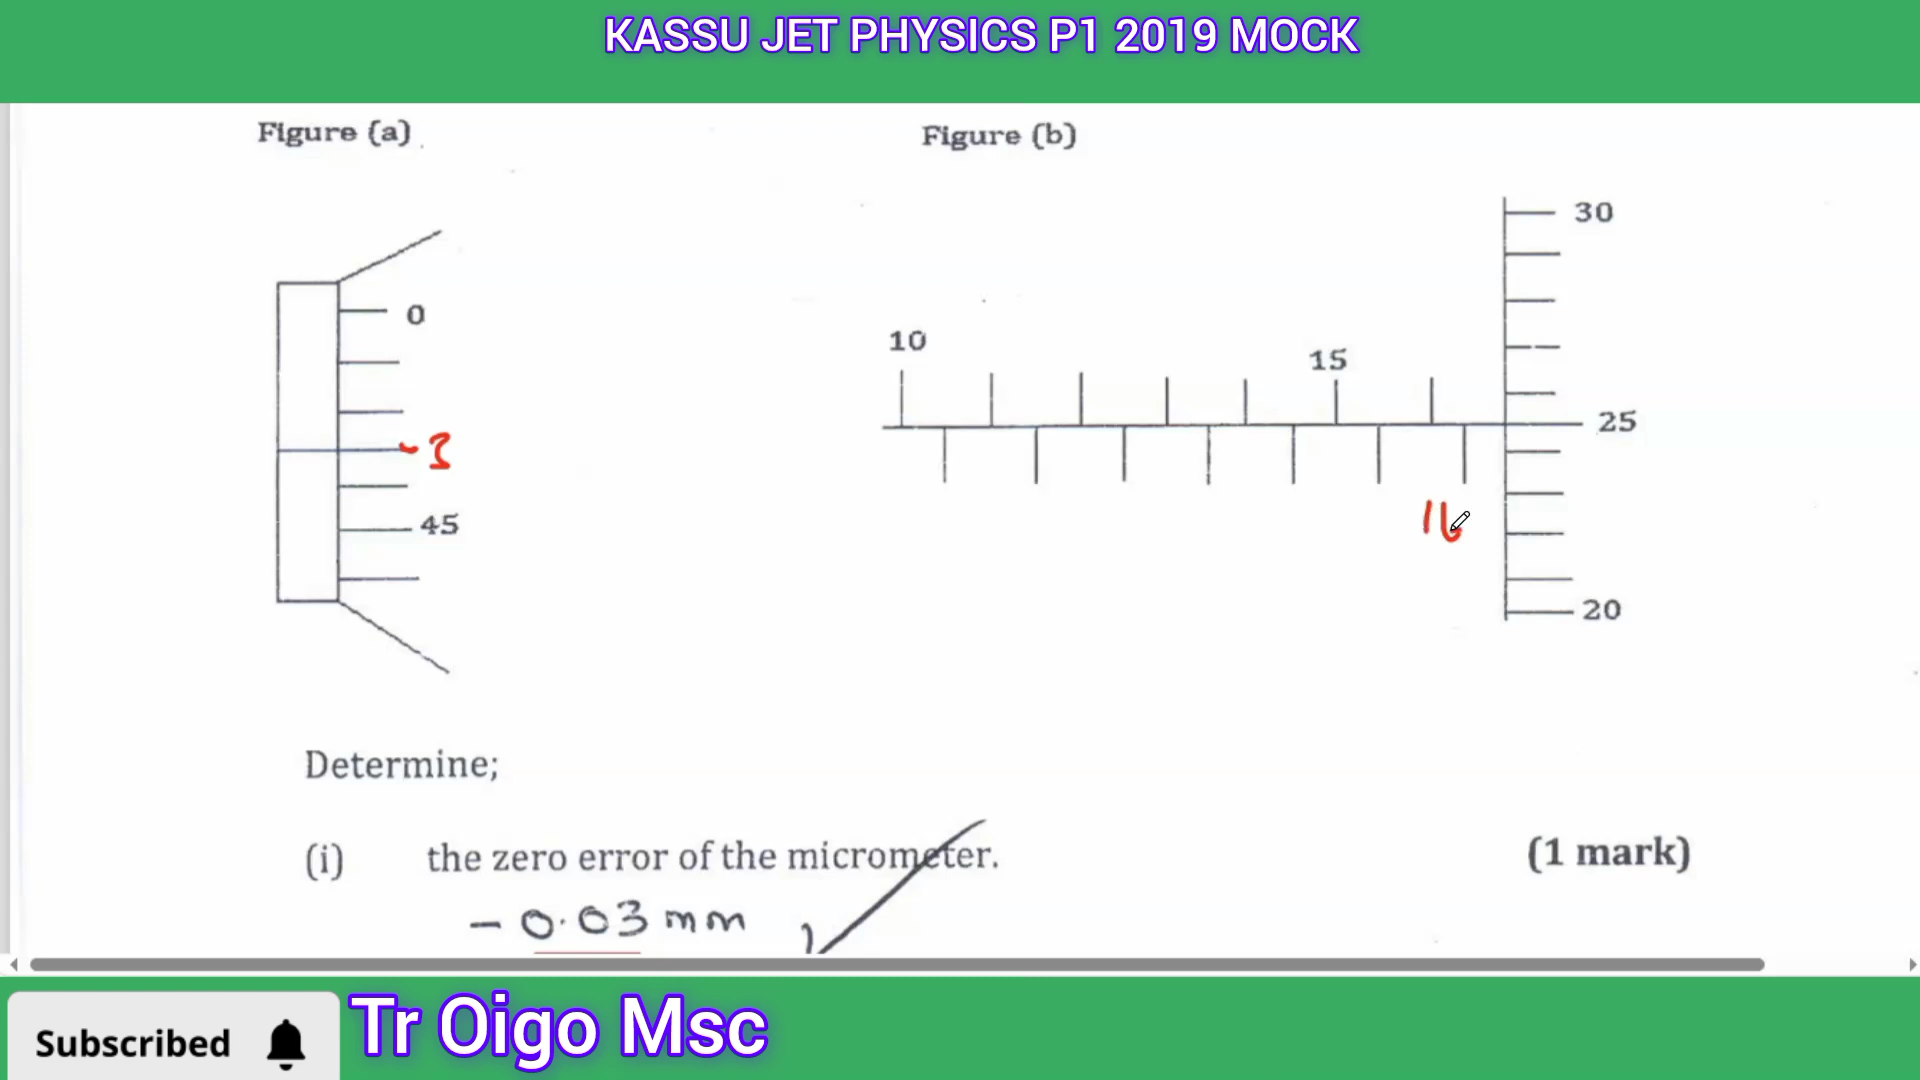 KASSU JET PHYSICS P1 2019 MOCK
Figure (a)
Figure (b)
0
- 3
45
10
15
16
30
25
20
Determine;
(i) the zero error of the micrometer. (1 mark)
- 0.03 mm
1
Subscribed
Tr Oigo Msc